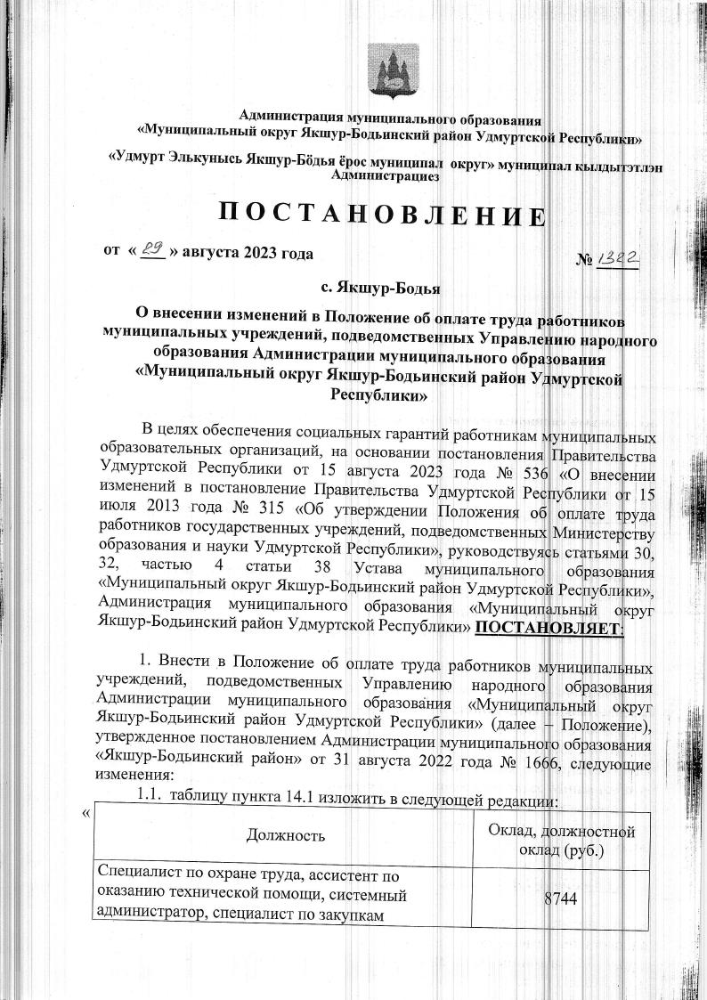 Администрация муниципального образования
«Муниципальный округ Якшур-Бодьинский район Удмуртской Республики»
«Удмурт Элькунысь Якшур-Бӧдья ёрос муниципал округ» муниципал кылдытэтлэн
Администрациез
ПОСТАНОВЛЕНИЕ
от « 29 » августа 2023 года
№ 1322
с. Якшур-Бодья
О внесении изменений в Положение об оплате труда работников
муниципальных учреждений, подведомственных Управлению народного
образования Администрации муниципального образования
«Муниципальный округ Якшур-Бодьинский район Удмуртской
Республики»
В целях обеспечения социальных гарантий работникам муниципальных
образовательных организаций, на основании постановления Правительства
Удмуртской Республики от 15 августа 2023 года № 536 «О внесении
изменений в постановление Правительства Удмуртской Республики от 15
июля 2013 года № 315 «Об утверждении Положения об оплате труда
работников государственных учреждений, подведомственных Министерству
образования и науки Удмуртской Республики», руководствуясь статьями 30,
32, частью 4 статьи 38 Устава муниципального образования
«Муниципальный округ Якшур-Бодьинский район Удмуртской Республики»,
Администрация муниципального образования «Муниципальный округ
Якшур-Бодьинский район Удмуртской Республики» ПОСТАНОВЛЯЕТ:
1. Внести в Положение об оплате труда работников муниципальных
учреждений, подведомственных Управлению народного образования
Администрации муниципального образования «Муниципальный округ
Якшур-Бодьинский район Удмуртской Республики» (далее – Положение),
утвержденное постановлением Администрации муниципального образования
«Якшур-Бодьинский район» от 31 августа 2022 года № 1666, следующие
изменения:
1.1. таблицу пункта 14.1 изложить в следующей редакции:
«
Должность
Оклад, должностной
оклад (руб.)
Специалист по охране труда, ассистент по
оказанию технической помощи, системный
администратор, специалист по закупкам
8744